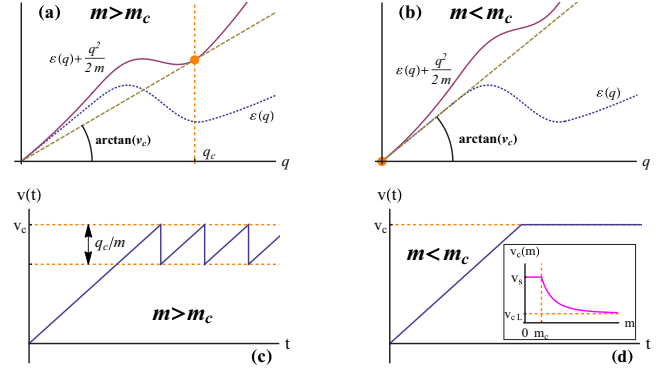 (a) m>m_c
ε(q)+q²/2m
ε(q)
arctan(v_c)
q_c
q
(b) m<m_c
ε(q)+q²/2m
ε(q)
arctan(v_c)
q
v(t)
v_c
q_c/m
m>m_c
(c)
t
v(t)
v_c
m<m_c
v_c(m)
v_s
v_cL
0 m_c
m
(d)
t